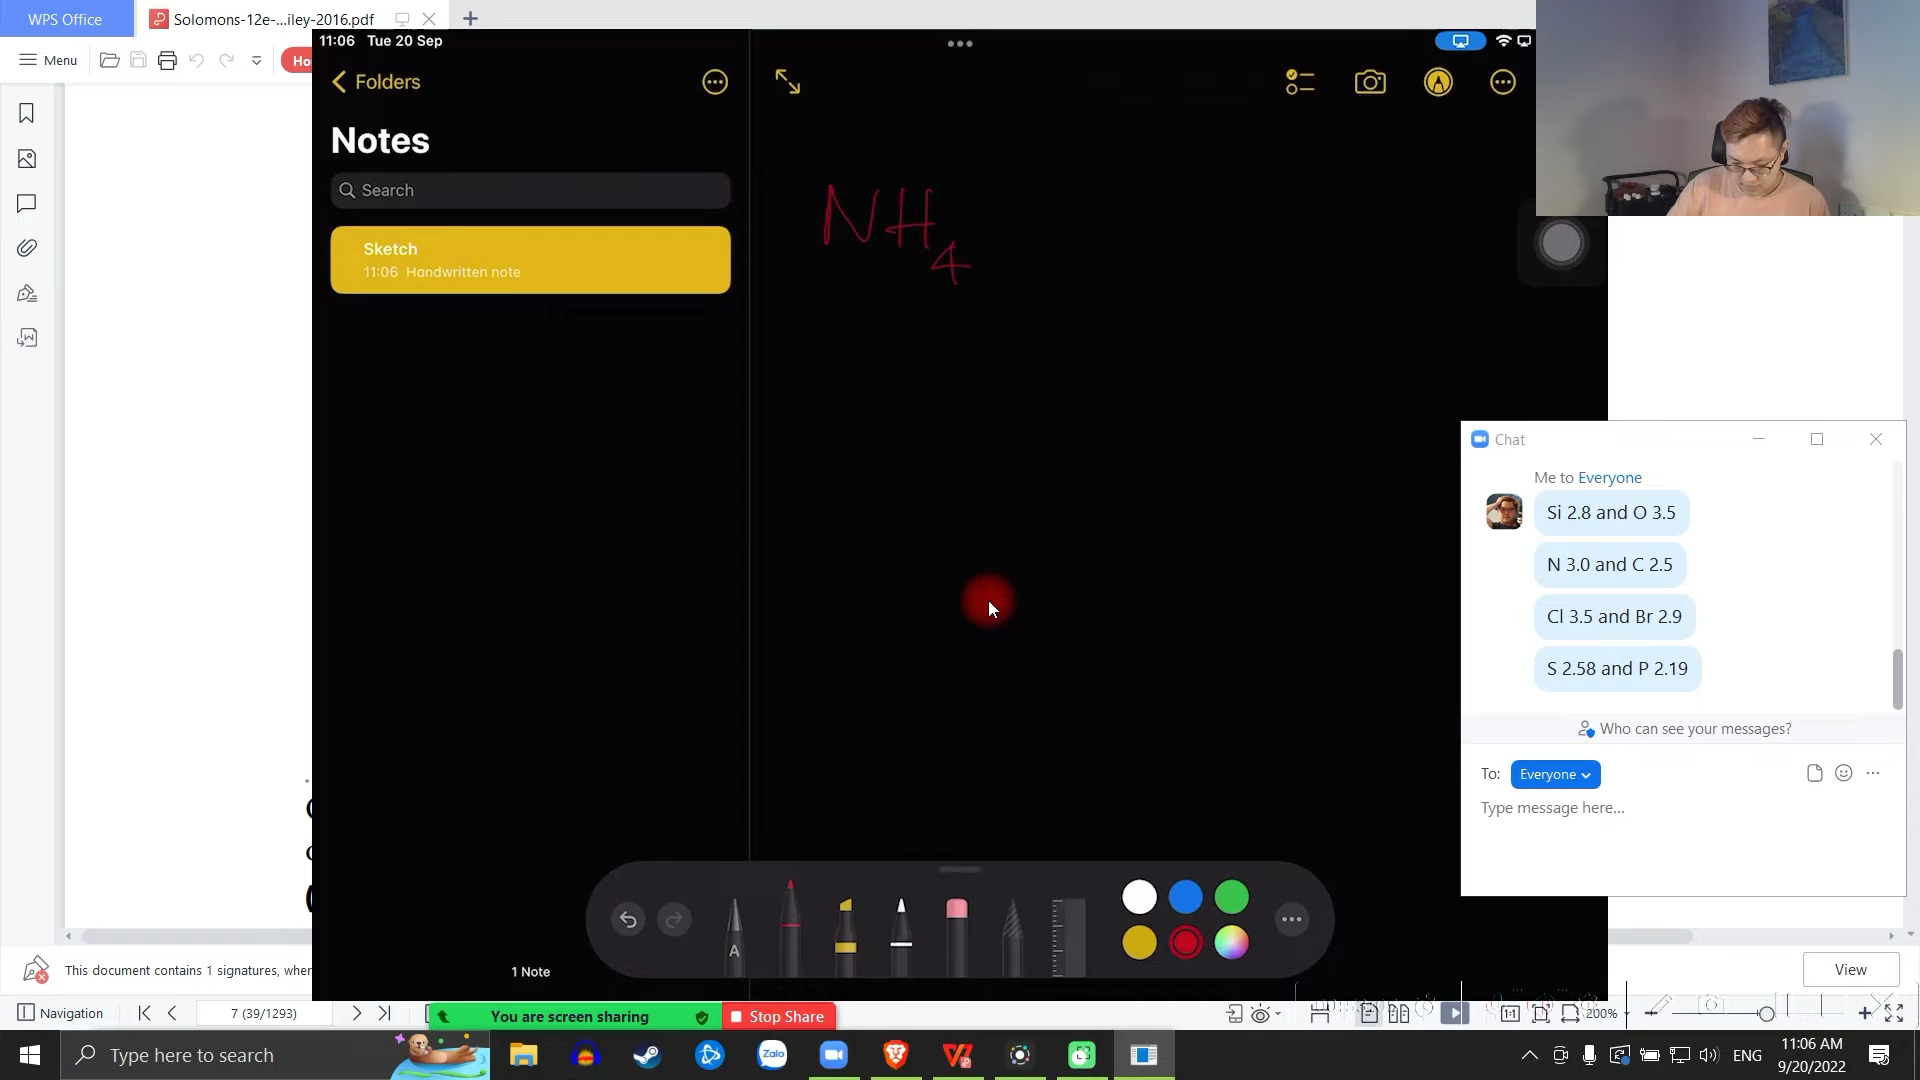 WPS Office
Solomons-12e-...iley-2016.pdf
Menu
Ho
11:06 Tue 20 Sep
Folders
Notes
Search
Sketch
11:06 Handwritten note
1 Note
NH4
A
Chat
Me to Everyone
Si 2.8 and O 3.5
N 3.0 and C 2.5
Cl 3.5 and Br 2.9
S 2.58 and P 2.19
Who can see your messages?
To: Everyone
Type message here...
This document contains 1 signatures, wher
View
Navigation
7 (39/1293)
You are screen sharing
Stop Share
200%
Type here to search
Zalo
ENG
11:06 AM
9/20/2022